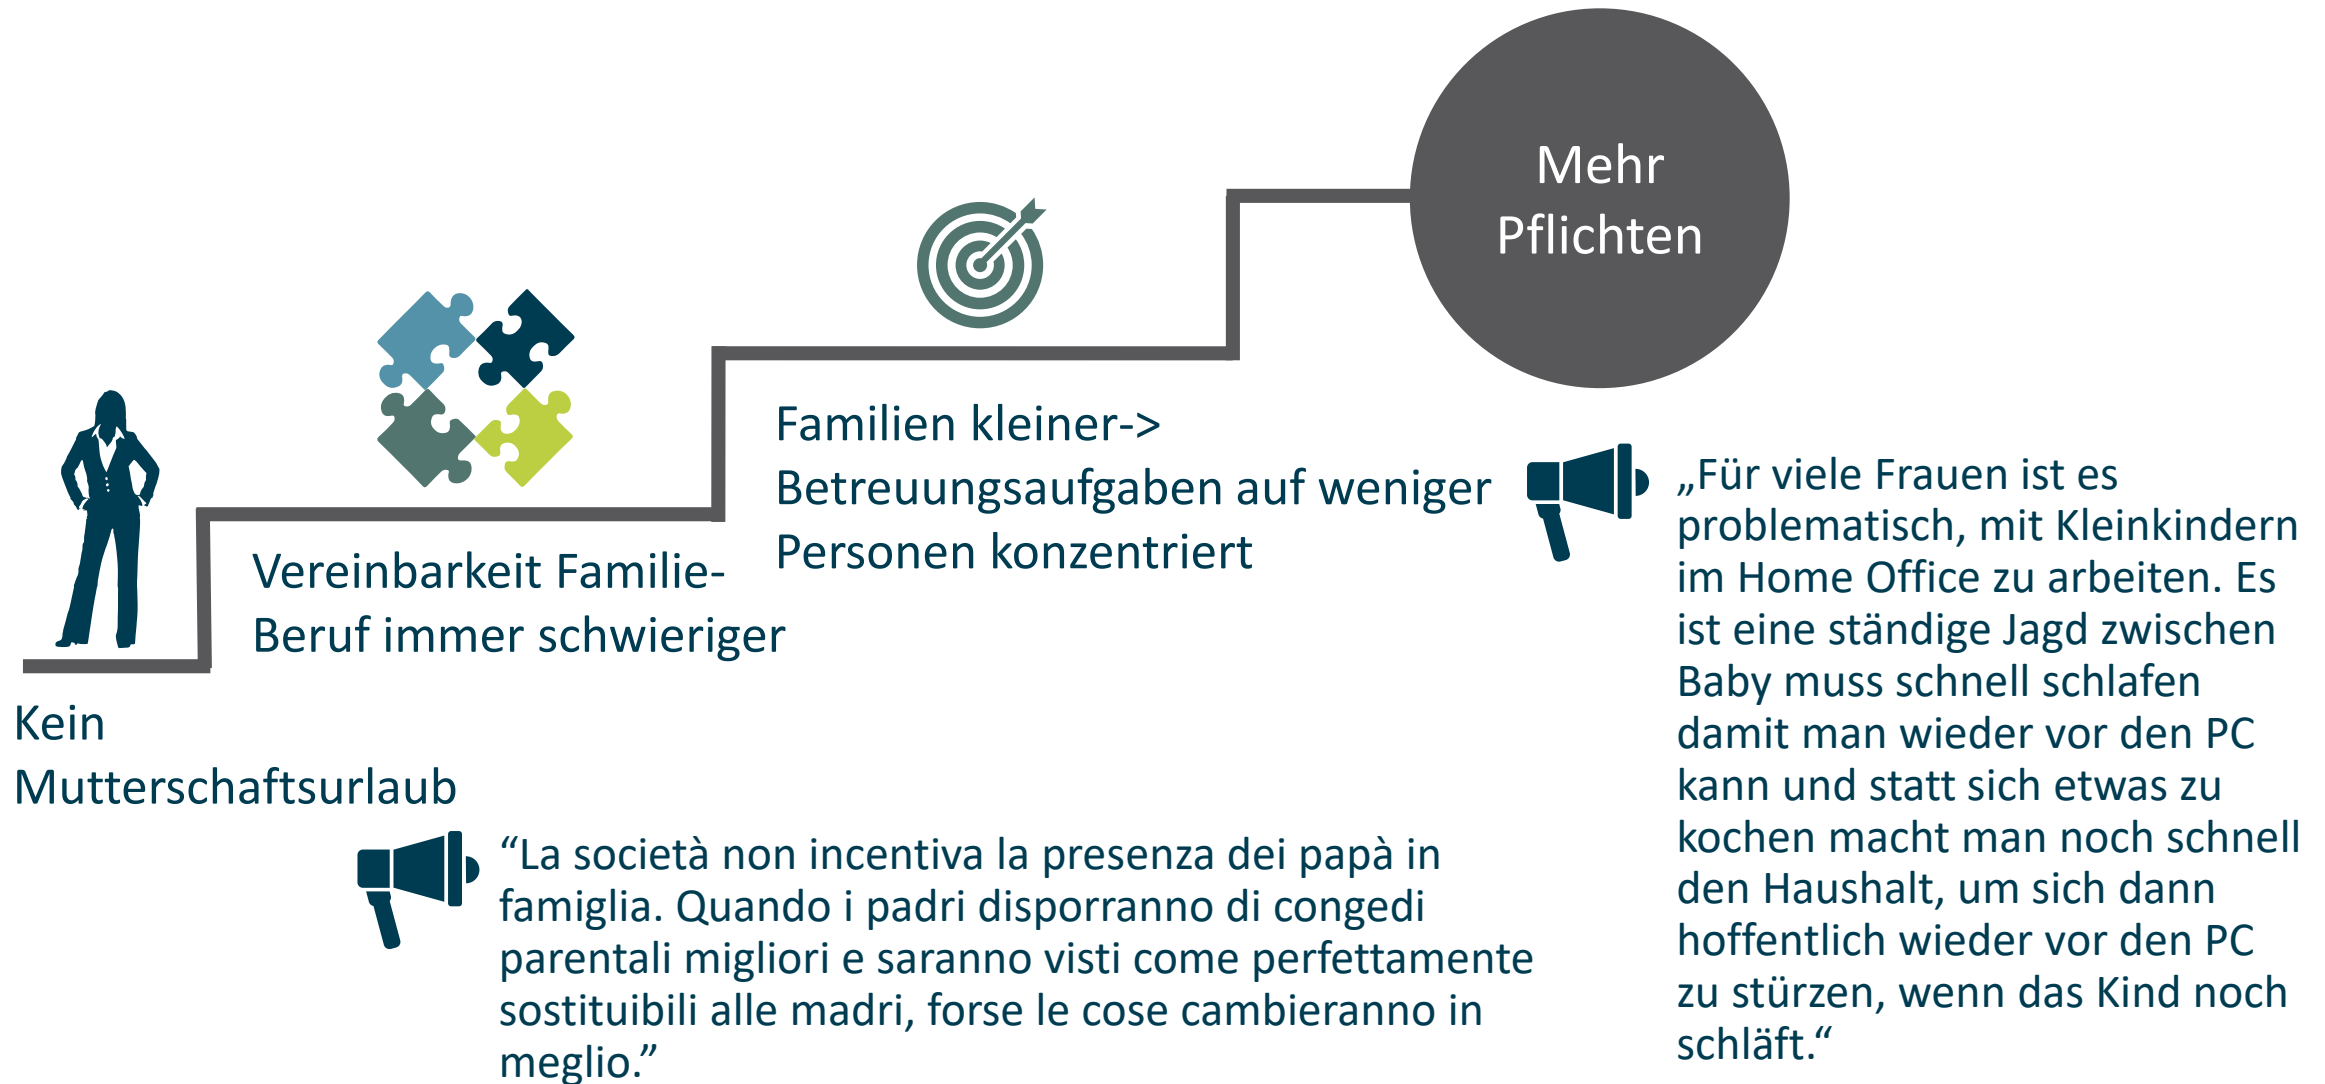 Mehr
Pflichten
Familien kleiner->
Betreuungsaufgaben auf weniger
Personen konzentriert
Vereinbarkeit Familie-
Beruf immer schwieriger
Kein
Mutterschaftsurlaub
„Für viele Frauen ist es
problematisch, mit Kleinkindern
im Home Office zu arbeiten. Es
ist eine ständige Jagd zwischen
Baby muss schnell schlafen
damit man wieder vor den PC
kann und statt sich etwas zu
kochen macht man noch schnell
den Haushalt, um sich dann
hoffentlich wieder vor den PC
zu stürzen, wenn das Kind noch
schläft.“
“La società non incentiva la presenza dei papà in
famiglia. Quando i padri disporranno di congedi
parentali migliori e saranno visti come perfettamente
sostituibili alle madri, forse le cose cambieranno in
meglio.”